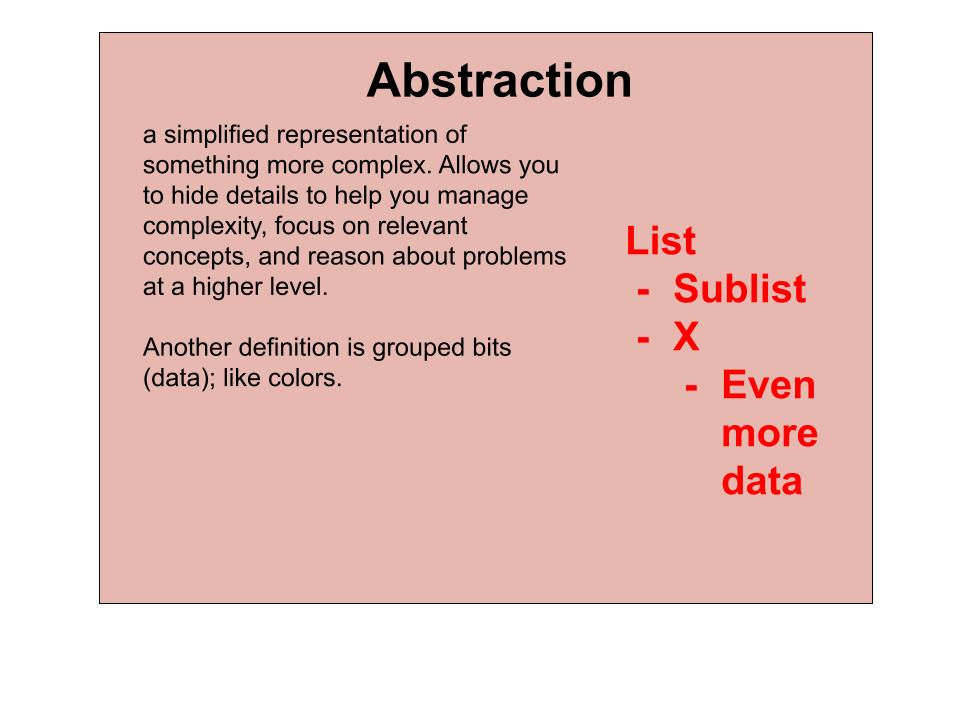 Abstraction
a simplified representation of
something more complex. Allows you
to hide details to help you manage
complexity, focus on relevant
concepts, and reason about problems
at a higher level.
Another definition is grouped bits
(data); like colors.
List
- Sublist
- X
- Even
more
data